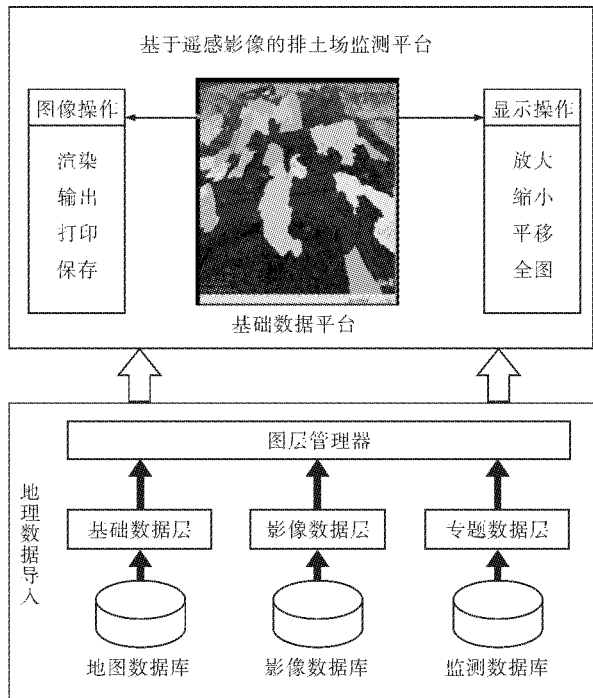 基于遥感影像的排土场监测平台
图像操作
渲染
输出
打印
保存
显示操作
放大
缩小
平移
全图
基础数据平台
地理数据导入
图层管理器
基础数据层
影像数据层
专题数据层
地图数据库
影像数据库
监测数据库